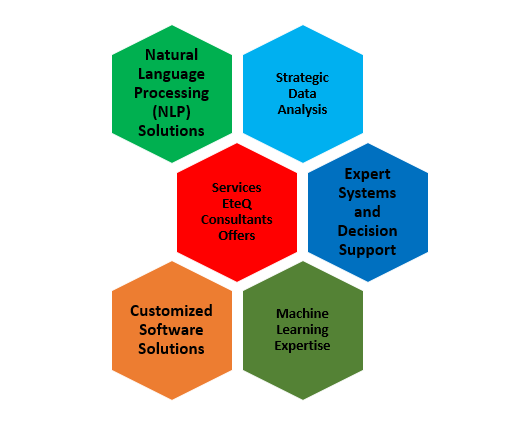 Natural
Language
Processing
(NLP)
Solutions
Strategic
Data
Analysis
Services
EteQ
Consultants
Offers
Expert
Systems
and
Decision
Support
Customized
Software
Solutions
Machine
Learning
Expertise